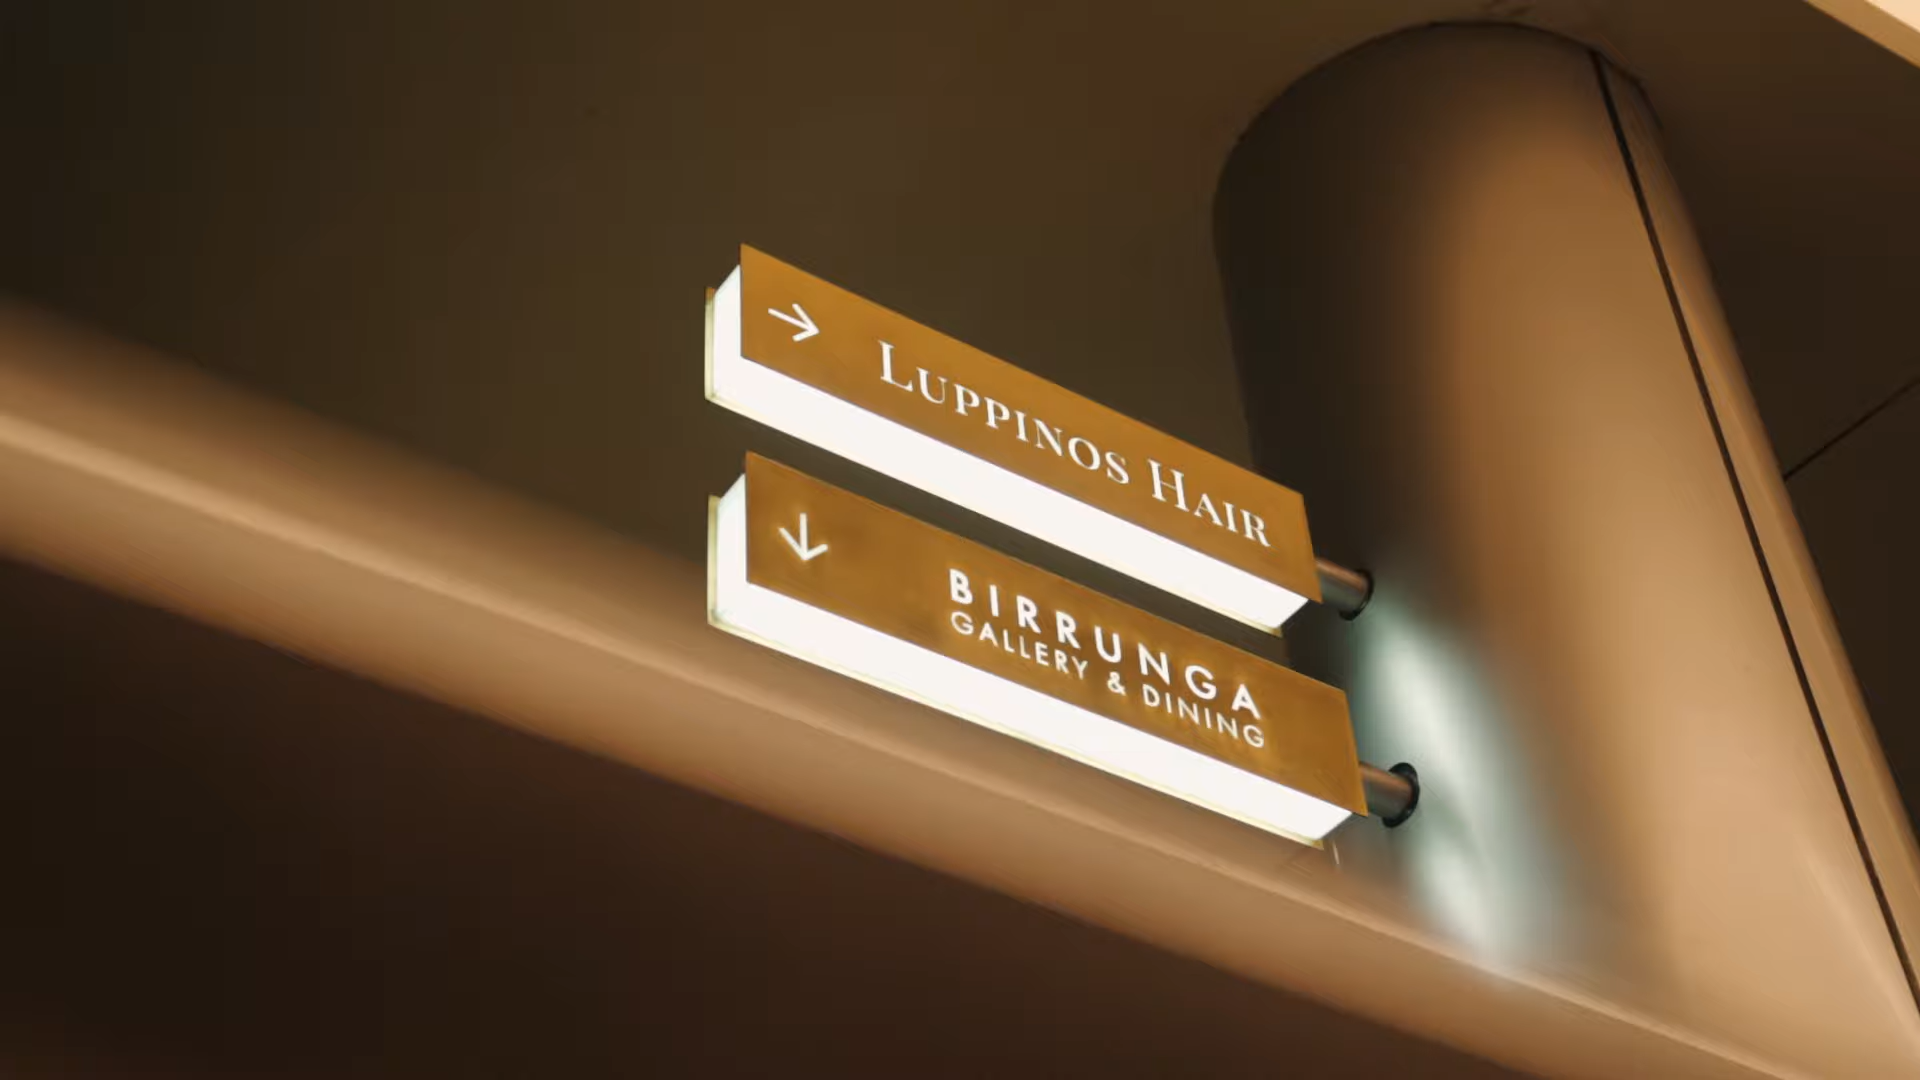 → LUPPINOS HAIR
↓ BIRRUNGA
GALLERY & DINING